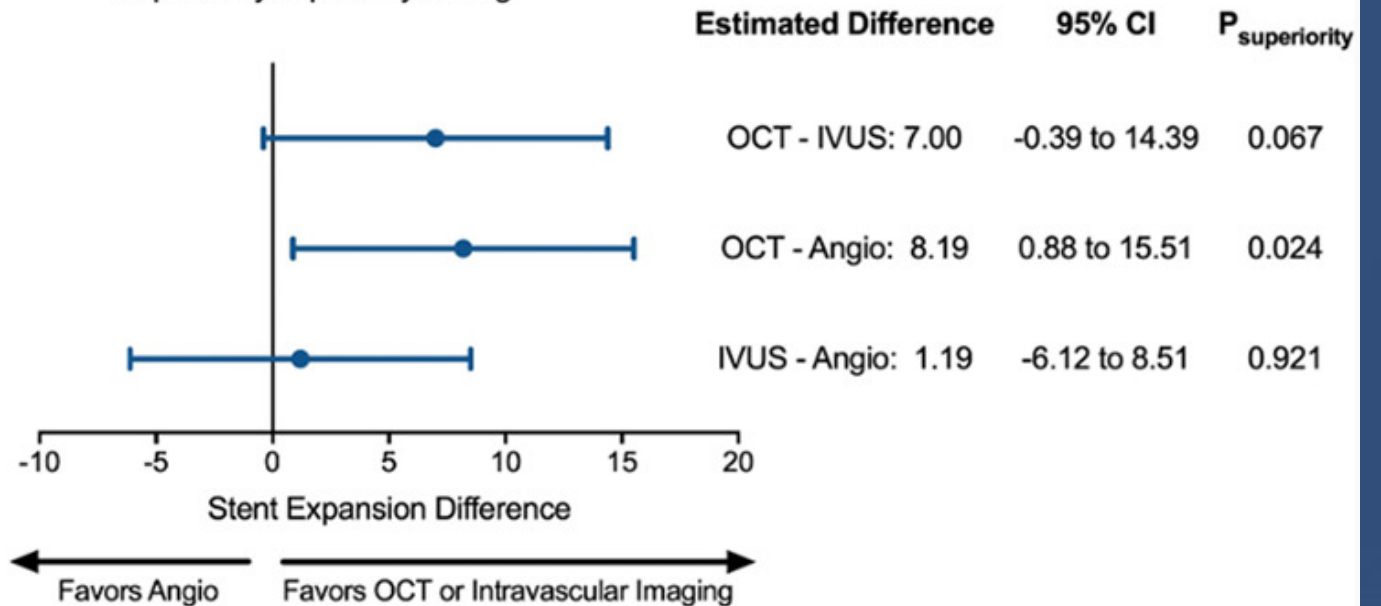 Estimated Difference 95% CI Psuperiority
OCT - IVUS: 7.00 -0.39 to 14.39 0.067
OCT - Angio: 8.19 0.88 to 15.51 0.024
IVUS - Angio: 1.19 -6.12 to 8.51 0.921
-10 -5 0 5 10 15 20
Stent Expansion Difference
Favors Angio Favors OCT or Intravascular Imaging